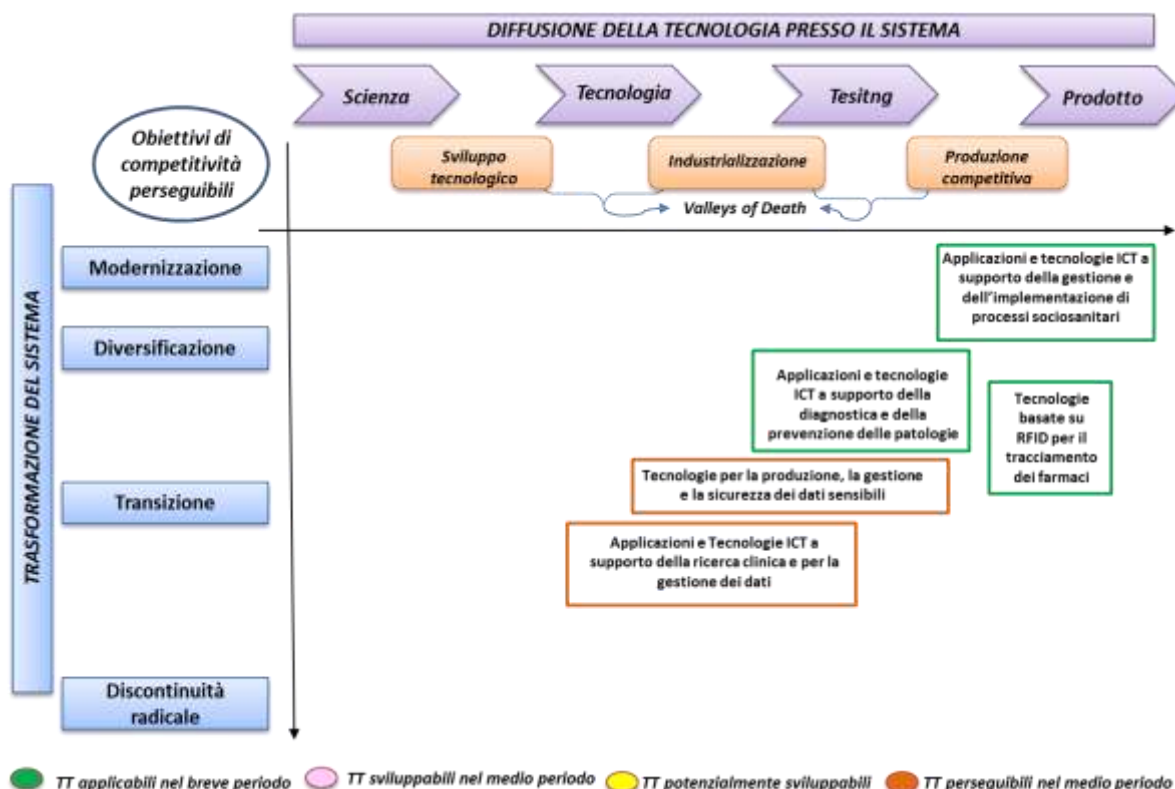 DIFFUSIONE DELLA TECNOLOGIA PRESSO IL SISTEMA
Scienza
Tecnologia
Tesitng
Prodotto
Obiettivi di
competitività
perseguibili
Sviluppo
tecnologico
Industrializzazione
Produzione
competitiva
Valleys of Death
TRASFORMAZIONE DEL SISTEMA
Modernizzazione
Applicazioni e tecnologie ICT a
supporto della gestione e
dell'implementazione di
processi sociosanitari
Diversificazione
Applicazioni e tecnologie
ICT a supporto della
diagnostica e della
prevenzione delle patologie
Tecnologie
basate su
RFID per il
tracciamento
dei farmaci
Transizione
Tecnologie per la produzione, la gestione
e la sicurezza dei dati sensibili
Applicazioni e Tecnologie ICT a
supporto della ricerca clinica e per la
gestione dei dati
Discontinuità
radicale
TT applicabili nel breve periodo
TT sviluppabili nel medio periodo
TT potenzialmente sviluppabili
TT perseguibili nel medio periodo